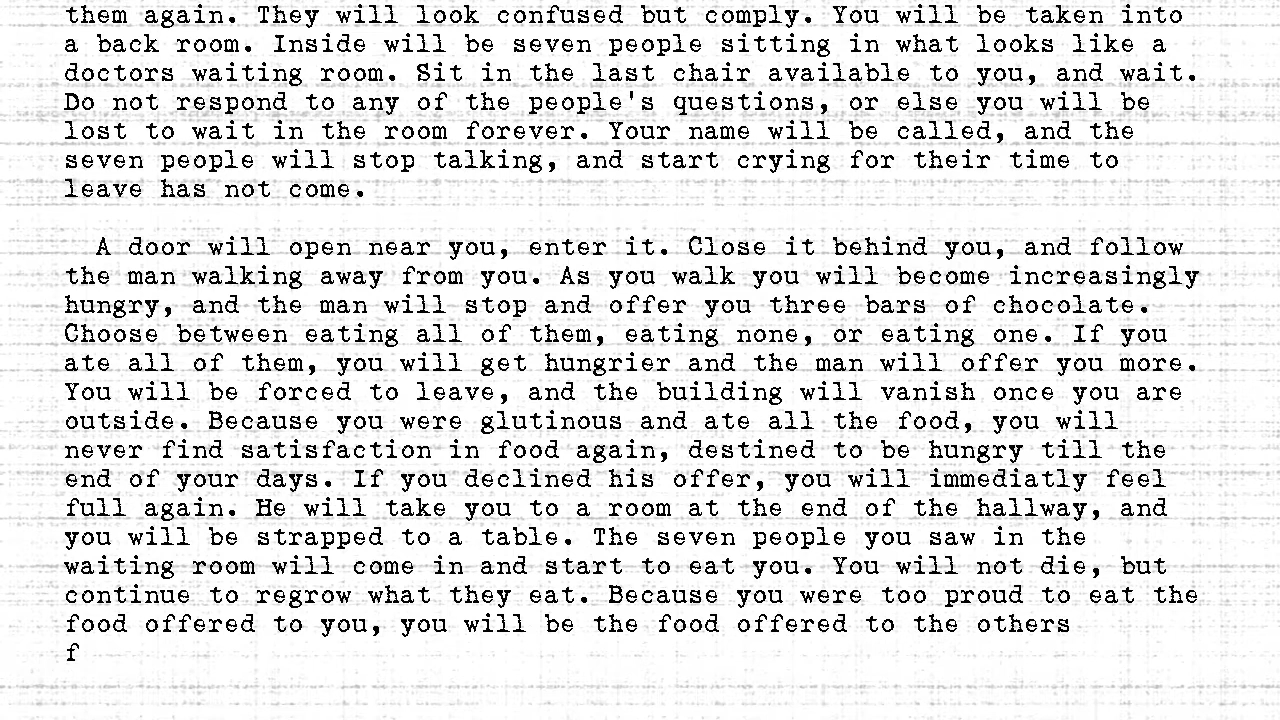 them again. They will look confused but comply. You will be taken into
a back room. Inside will be seven people sitting in what looks like a
doctors waiting room. Sit in the last chair available to you, and wait.
Do not respond to any of the people's questions, or else you will be
lost to wait in the room forever. Your name will be called, and the
seven people will stop talking, and start crying for their time to
leave has not come.
A door will open near you, enter it. Close it behind you, and follow
the man walking away from you. As you walk you will become increasingly
hungry, and the man will stop and offer you three bars of chocolate.
Choose between eating all of them, eating none, or eating one. If you
ate all of them, you will get hungrier and the man will offer you more.
You will be forced to leave, and the building will vanish once you are
outside. Because you were glutinous and ate all the food, you will
never find satisfaction in food again, destined to be hungry till the
end of your days. If you declined his offer, you will immediatly feel
full again. He will take you to a room at the end of the hallway, and
you will be strapped to a table. The seven people you saw in the
waiting room will come in and start to eat you. You will not die, but
continue to regrow what they eat. Because you were too proud to eat the
food offered to you, you will be the food offered to the others
f